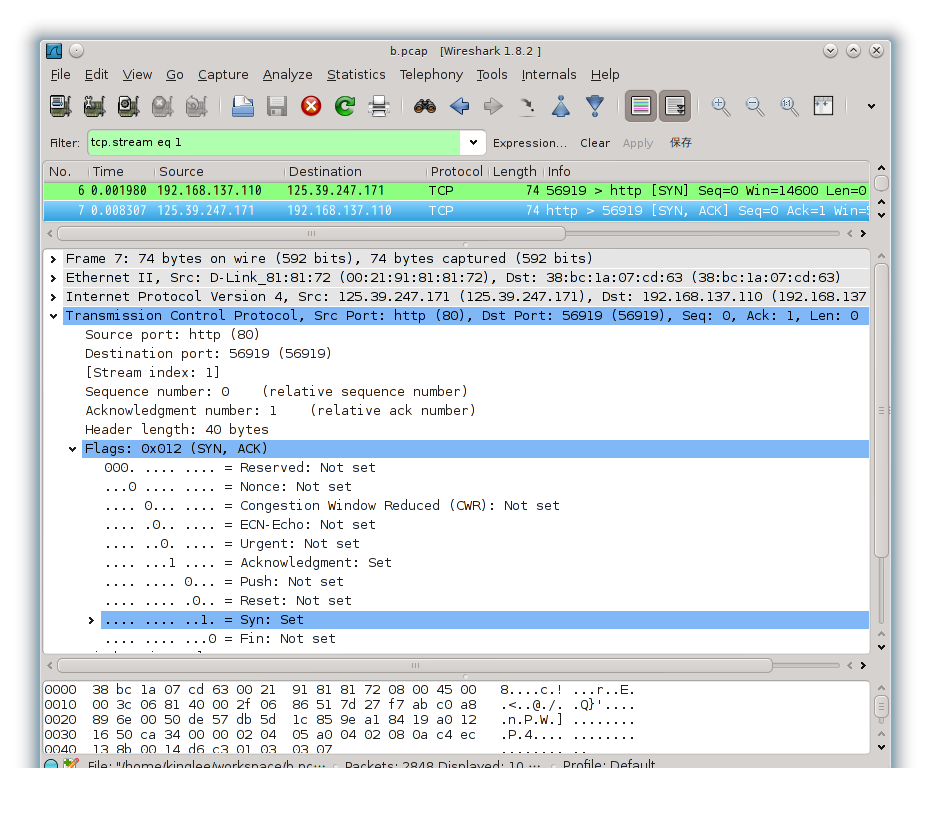 b.pcap [Wireshark 1.8.2 ]
File Edit View Go Capture Analyze Statistics Telephony Tools Internals Help
Filter: tcp.stream eq 1 Expression... Clear Apply 保存
No. Time Source Destination Protocol Length Info
6 0.001980 192.168.137.110 125.39.247.171 TCP 74 56919 > http [SYN] Seq=0 Win=14600 Len=0
7 0.008307 125.39.247.171 192.168.137.110 TCP 74 http > 56919 [SYN, ACK] Seq=0 Ack=1 Win=5
Frame 7: 74 bytes on wire (592 bits), 74 bytes captured (592 bits)
Ethernet II, Src: D-Link_81:81:72 (00:21:91:81:81:72), Dst: 38:bc:1a:07:cd:63 (38:bc:1a:07:cd:63)
Internet Protocol Version 4, Src: 125.39.247.171 (125.39.247.171), Dst: 192.168.137.110 (192.168.137
Transmission Control Protocol, Src Port: http (80), Dst Port: 56919 (56919), Seq: 0, Ack: 1, Len: 0
Source port: http (80)
Destination port: 56919 (56919)
[Stream index: 1]
Sequence number: 0 (relative sequence number)
Acknowledgment number: 1 (relative ack number)
Header length: 40 bytes
Flags: 0x012 (SYN, ACK)
000. .... .... = Reserved: Not set
...0 .... .... = Nonce: Not set
.... 0... .... = Congestion Window Reduced (CWR): Not set
.... .0.. .... = ECN-Echo: Not set
.... ..0. .... = Urgent: Not set
.... ...1 .... = Acknowledgment: Set
.... .... 0... = Push: Not set
.... .... .0.. = Reset: Not set
.... .... ..1. = Syn: Set
.... .... ...0 = Fin: Not set
0000 38 bc 1a 07 cd 63 00 21 91 81 81 72 08 00 45 00 8....c.! ...r..E.
0010 00 3c 06 81 40 00 2f 06 86 51 7d 27 f7 ab c0 a8 .<..@./. .Q}'....
0020 89 6e 00 50 de 57 db 5d 1c 85 9e a1 84 19 a0 12 .n.P.W.] ........
0030 16 50 ca 34 00 00 02 04 05 a0 04 02 08 0a c4 ec .P.4.... ........
0040 13 8b 00 14 d6 c3 01 03 03 07 ........ ..
File: "/home/kinglee/workspace/b.pc··· Packets: 2848 Displayed: 10 ··· Profile: Default